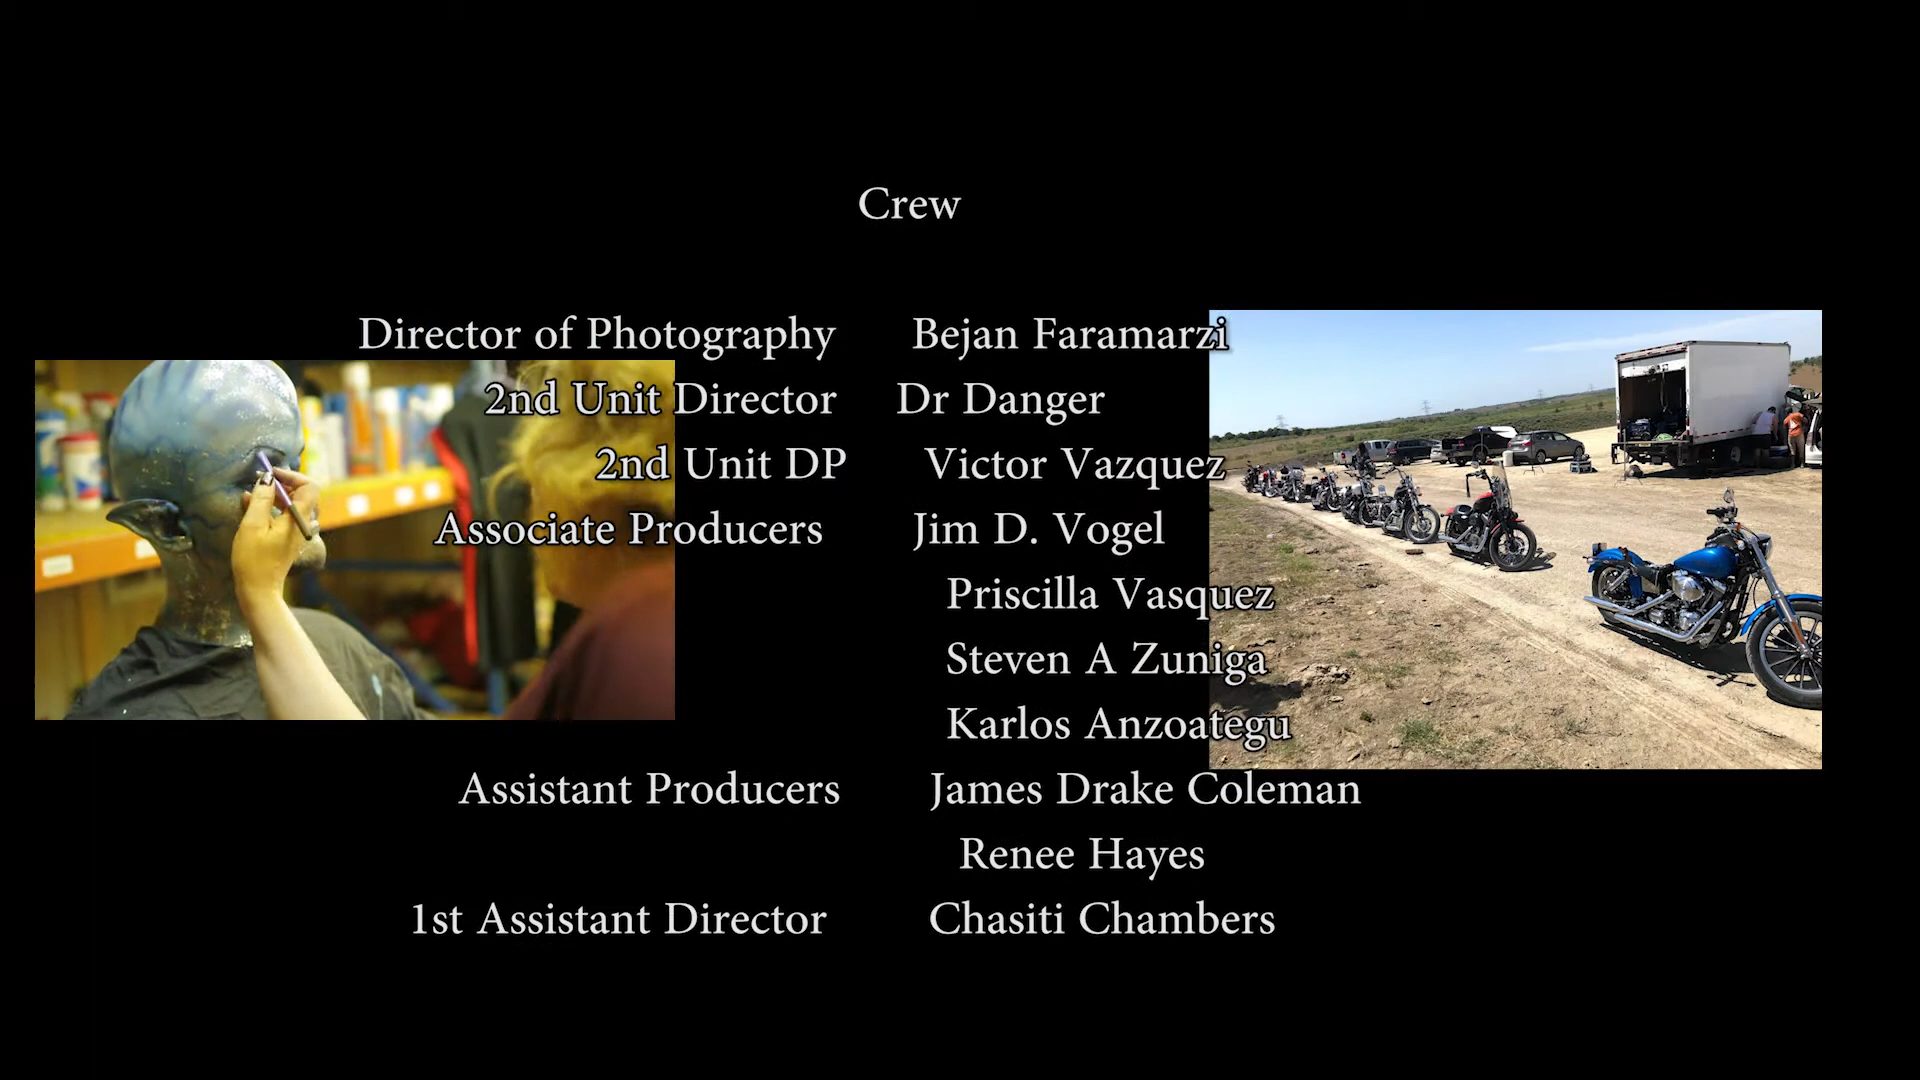 Crew
Director of Photography Bejan Faramarzi
2nd Unit Director Dr Danger
2nd Unit DP Victor Vazquez
Associate Producers Jim D. Vogel
Priscilla Vasquez
Steven A Zuniga
Karlos Anzoategu
Assistant Producers James Drake Coleman
Renee Hayes
1st Assistant Director Chasiti Chambers